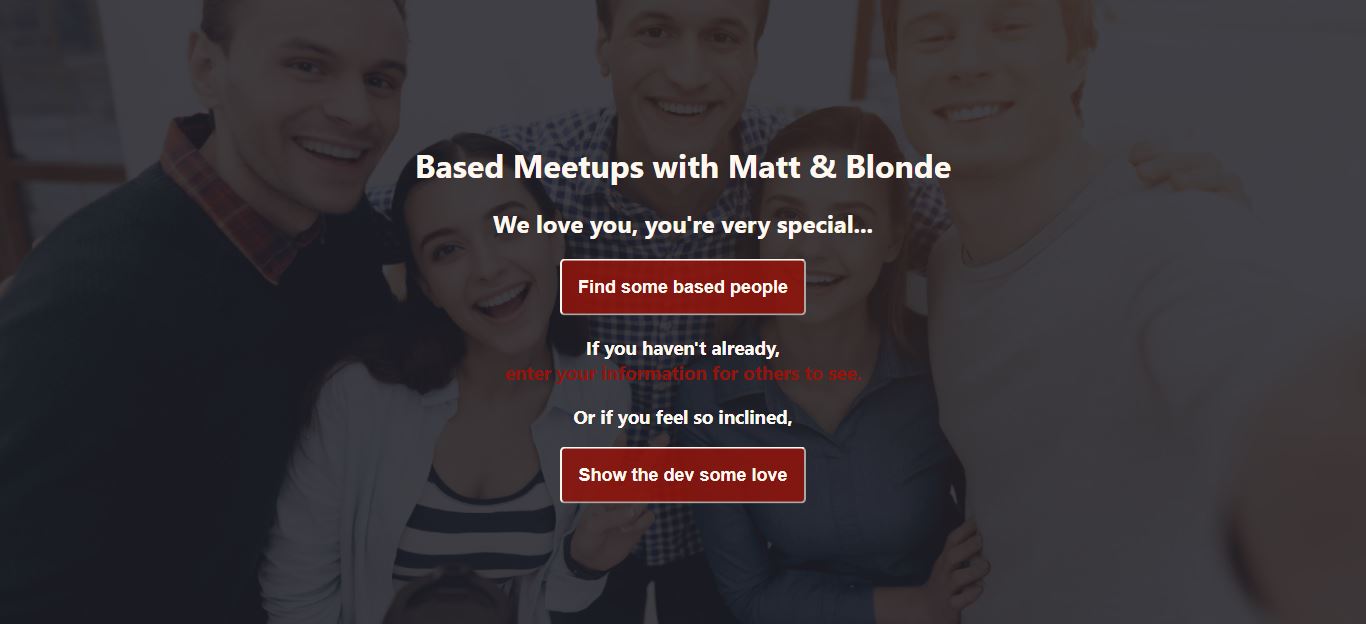 Based Meetups with Matt & Blonde
We love you, you're very special...
Find some based people
If you haven't already,
enter your information for others to see.
Or if you feel so inclined,
Show the dev some love